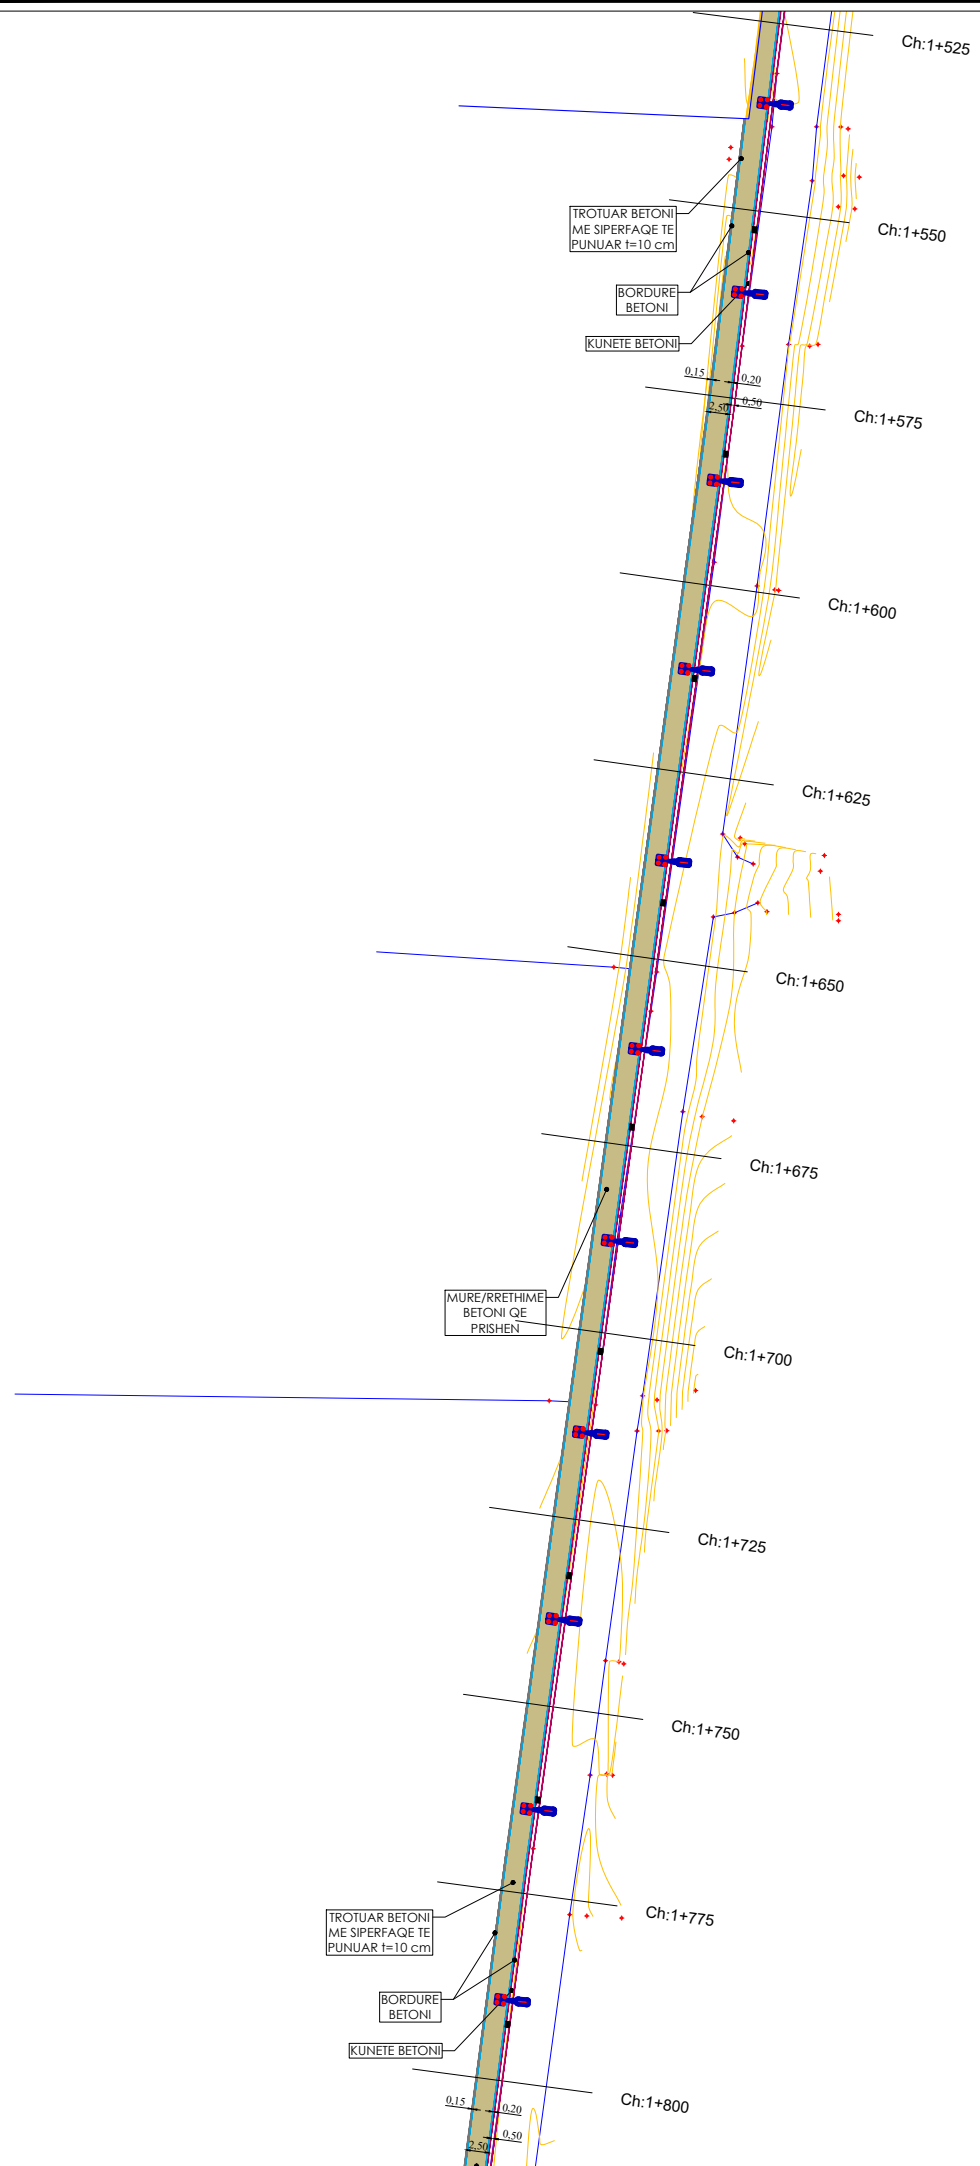 Ch:1+525
TROTUAR BETONI
ME SIPERFAQE TE
PUNUAR t=10 cm
Ch:1+550
BORDURE
BETONI
KUNETE BETONI
0,15
0,20
2,50
0,50
Ch:1+575
Ch:1+600
Ch:1+625
Ch:1+650
Ch:1+675
MURE/RRETHIME
BETONI QE
PRISHEN
Ch:1+700
Ch:1+725
Ch:1+750
Ch:1+775
TROTUAR BETONI
ME SIPERFAQE TE
PUNUAR t=10 cm
BORDURE
BETONI
KUNETE BETONI
Ch:1+800
0,15
0,20
0,50
2,50